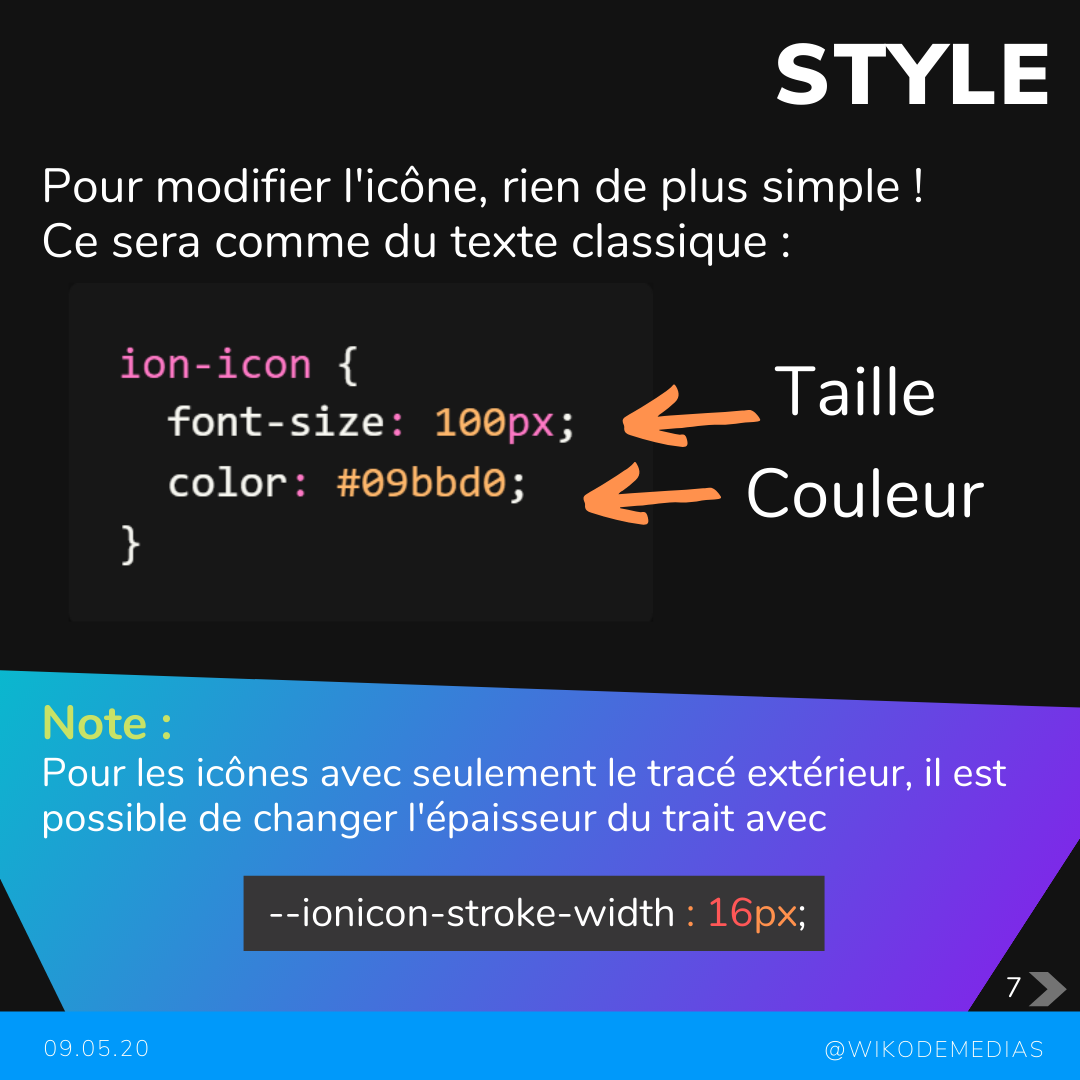 STYLE
Pour modifier l'icône, rien de plus simple !
Ce sera comme du texte classique :
ion-icon {
font-size: 100px;
color: #09bbd0;
}
Taille
Couleur
Note :
Pour les icônes avec seulement le tracé extérieur, il est
possible de changer l'épaisseur du trait avec
--ionicon-stroke-width : 16px;
7
09.05.20
@WIKODEMEDIAS